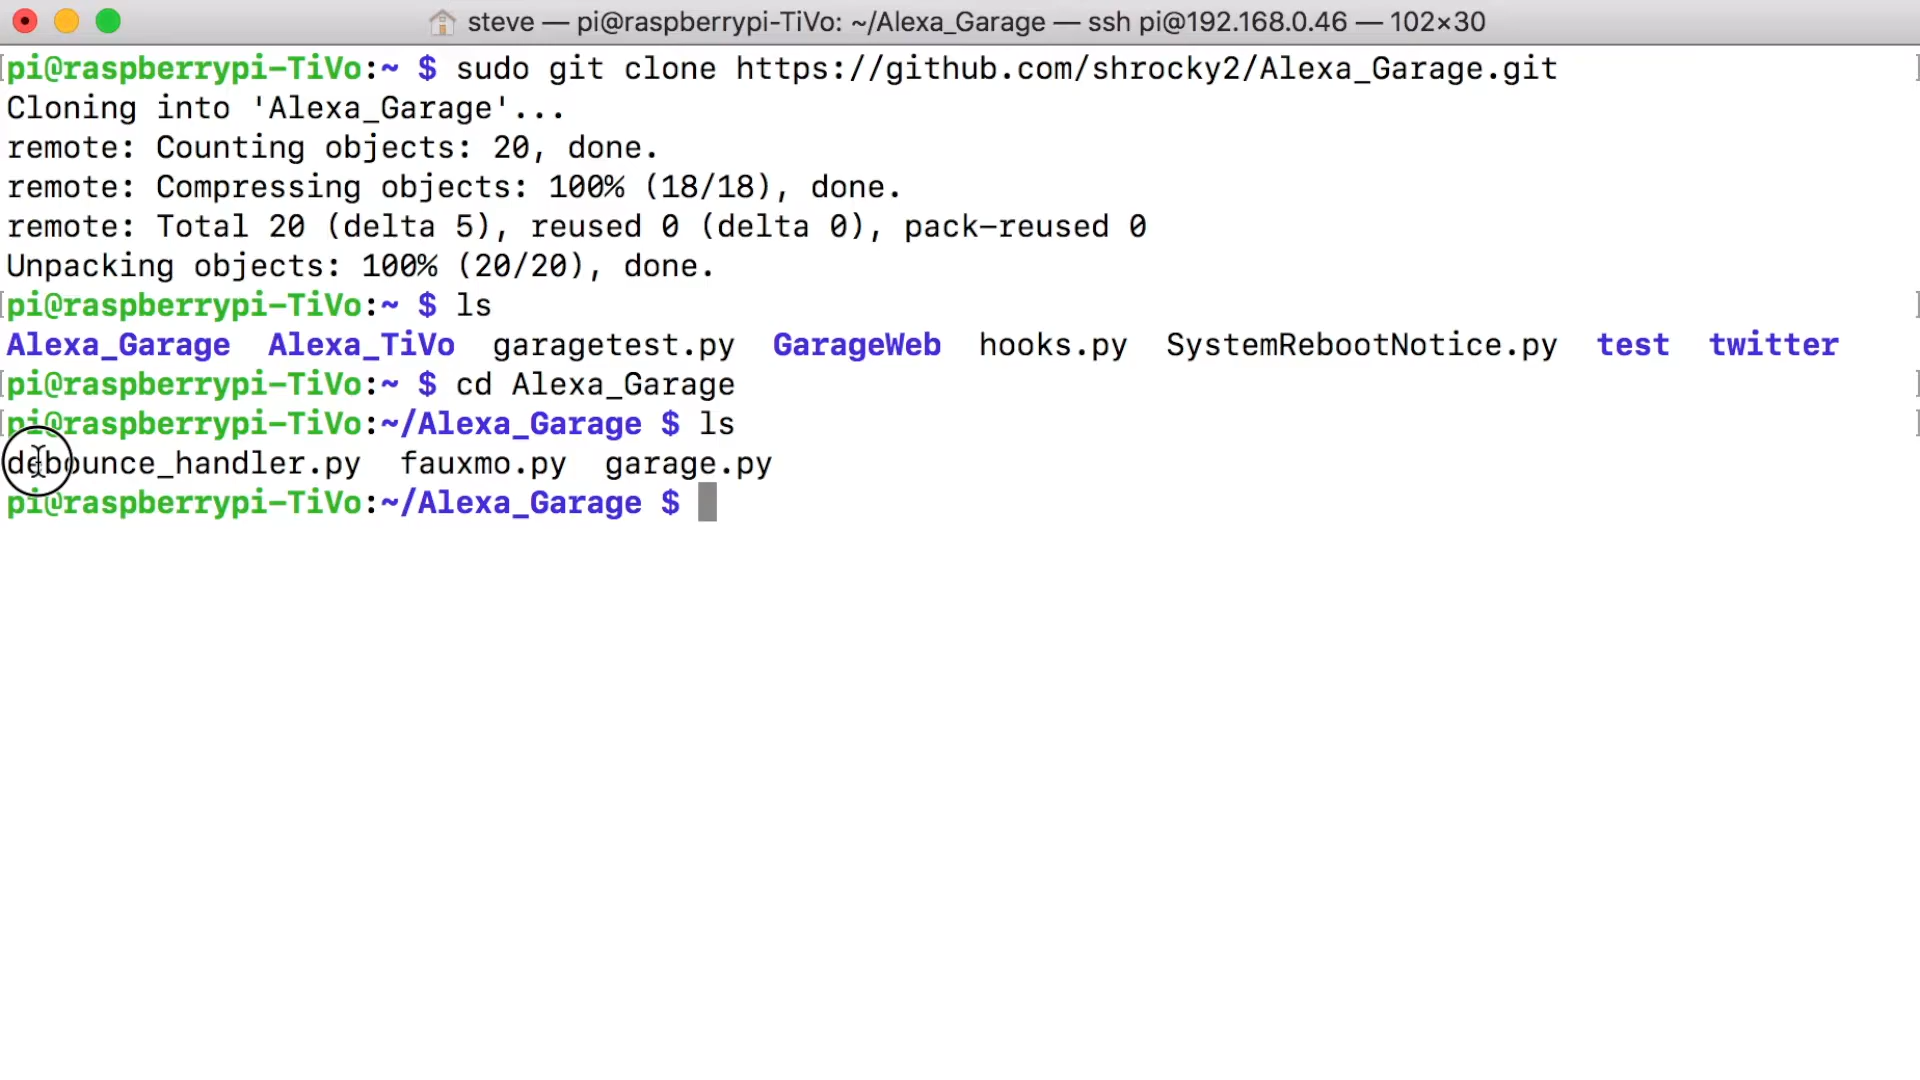 steve — pi@raspberrypi-TiVo: ~/Alexa_Garage — ssh pi@192.168.0.46 — 102×30
pi@raspberrypi-TiVo:~ $ sudo git clone https://github.com/shrocky2/Alexa_Garage.git
Cloning into 'Alexa_Garage'...
remote: Counting objects: 20, done.
remote: Compressing objects: 100% (18/18), done.
remote: Total 20 (delta 5), reused 0 (delta 0), pack-reused 0
Unpacking objects: 100% (20/20), done.
pi@raspberrypi-TiVo:~ $ ls
Alexa_Garage  Alexa_TiVo  garagetest.py  GarageWeb  hooks.py  SystemRebootNotice.py  test  twitter
pi@raspberrypi-TiVo:~ $ cd Alexa_Garage
pi@raspberrypi-TiVo:~/Alexa_Garage $ ls
debounce_handler.py  fauxmo.py  garage.py
pi@raspberrypi-TiVo:~/Alexa_Garage $